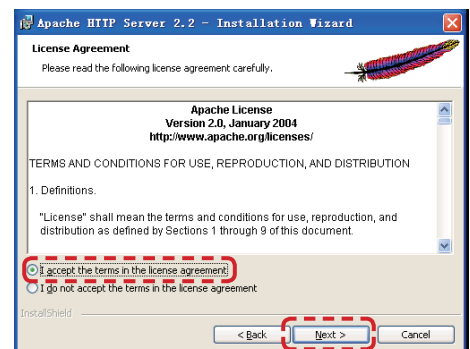 Apache HTTP Server 2.2 - Installation Wizard
License Agreement
Please read the following license agreement carefully.
Apache License
Version 2.0, January 2004
http://www.apache.org/licenses/
TERMS AND CONDITIONS FOR USE, REPRODUCTION, AND DISTRIBUTION
1. Definitions.
"License" shall mean the terms and conditions for use, reproduction, and
distribution as defined by Sections 1 through 9 of this document.
I accept the terms in the license agreement
I do not accept the terms in the license agreement
InstallShield
< Back Next > Cancel